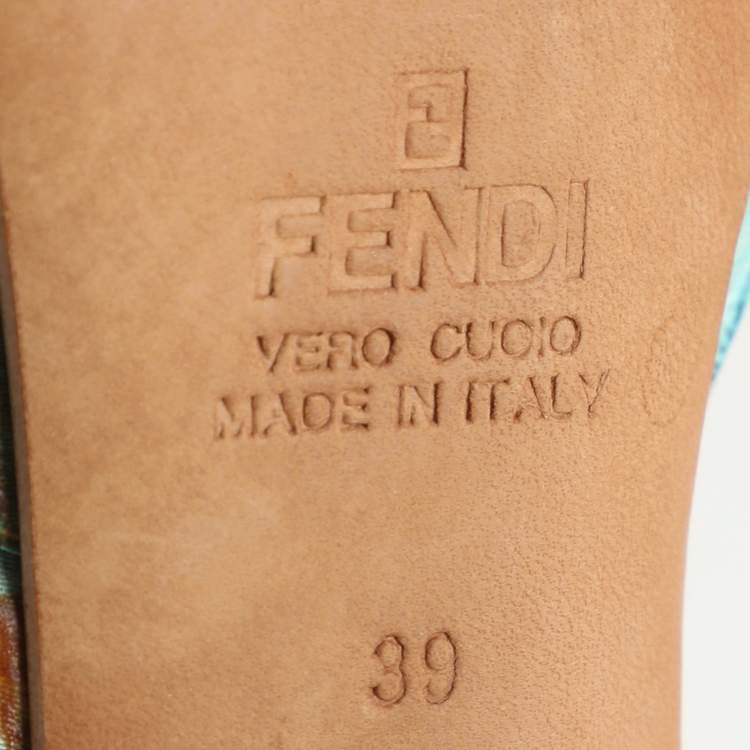 FENDI
VERO CUOIO
MADE IN ITALY
39